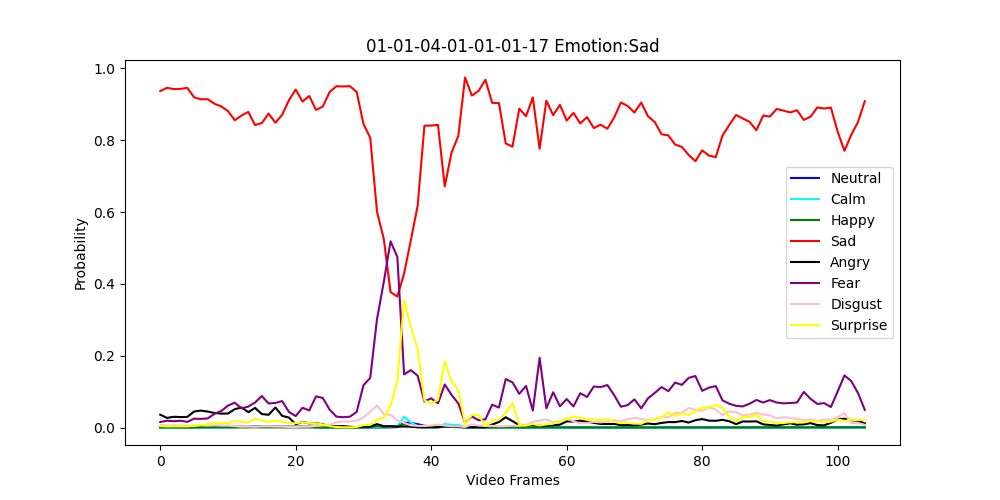 01-01-04-01-01-01-17 Emotion:Sad
1.0
0.8
0.6
0.4
0.2
0.0
Probability
0 20 40 60 80 100
Video Frames
Neutral
Calm
Happy
Sad
Angry
Fear
Disgust
Surprise